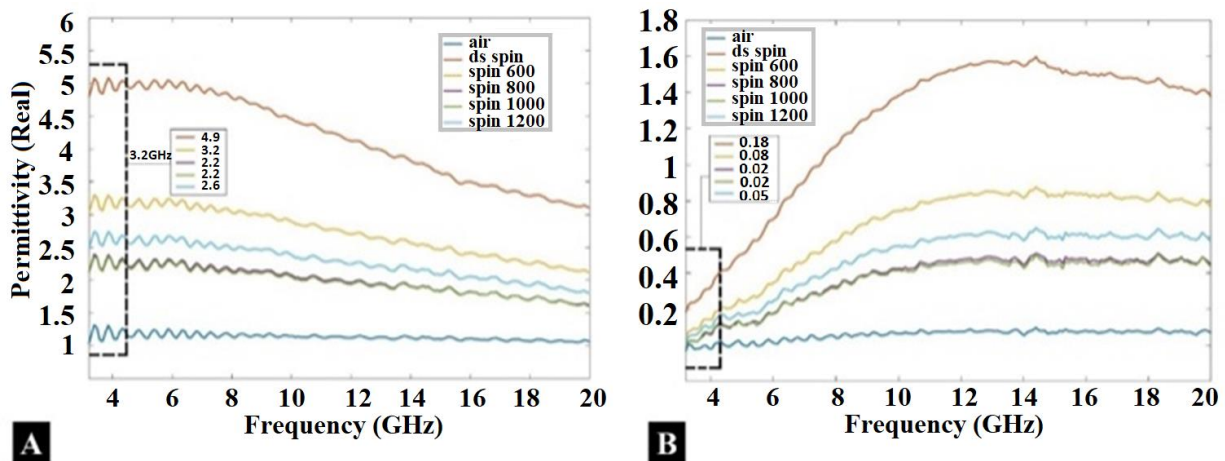 6
5.5
5
4.5
4
3.5
3
2.5
2
1.5
1
Permittivity (Real)
air
ds spin
spin 600
spin 800
spin 1000
spin 1200
3.2GHz
4.9
3.2
2.2
2.2
2.6
4 6 8 10 12 14 16 18 20
Frequency (GHz)
A
1.8
1.6
1.4
1.2
1
0.8
0.6
0.4
0.2
air
ds spin
spin 600
spin 800
spin 1000
spin 1200
0.18
0.08
0.02
0.02
0.05
4 6 8 10 12 14 16 18 20
Frequency (GHz)
B